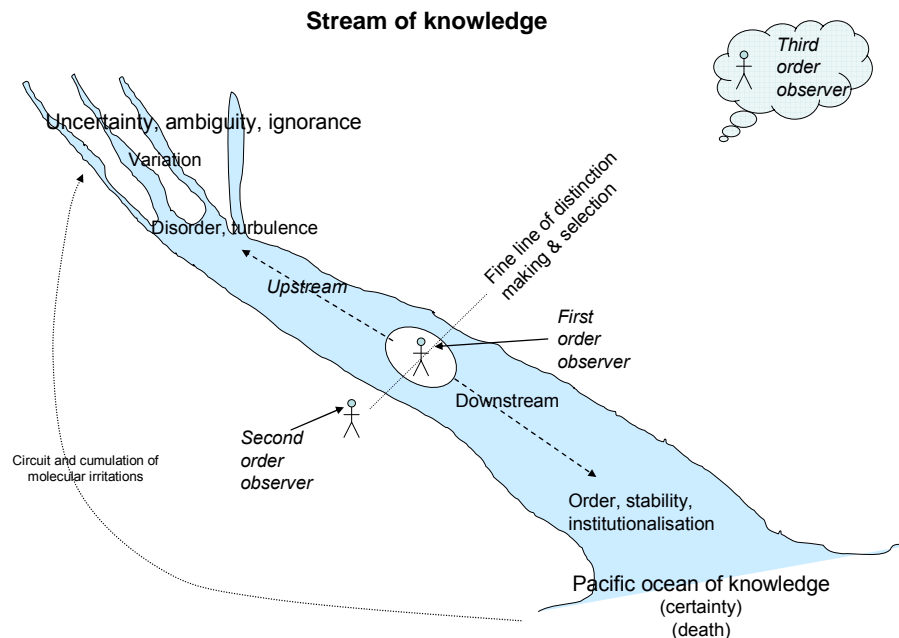 Stream of knowledge
Third
order
observer
Uncertainty, ambiguity, ignorance
Variation
Disorder, turbulence
Upstream
Fine line of distinction
making & selection
First
order
observer
Downstream
Second
order
observer
Circuit and cumulation of
molecular irritations
Order, stability,
institutionalisation
Pacific ocean of knowledge
(certainty)
(death)